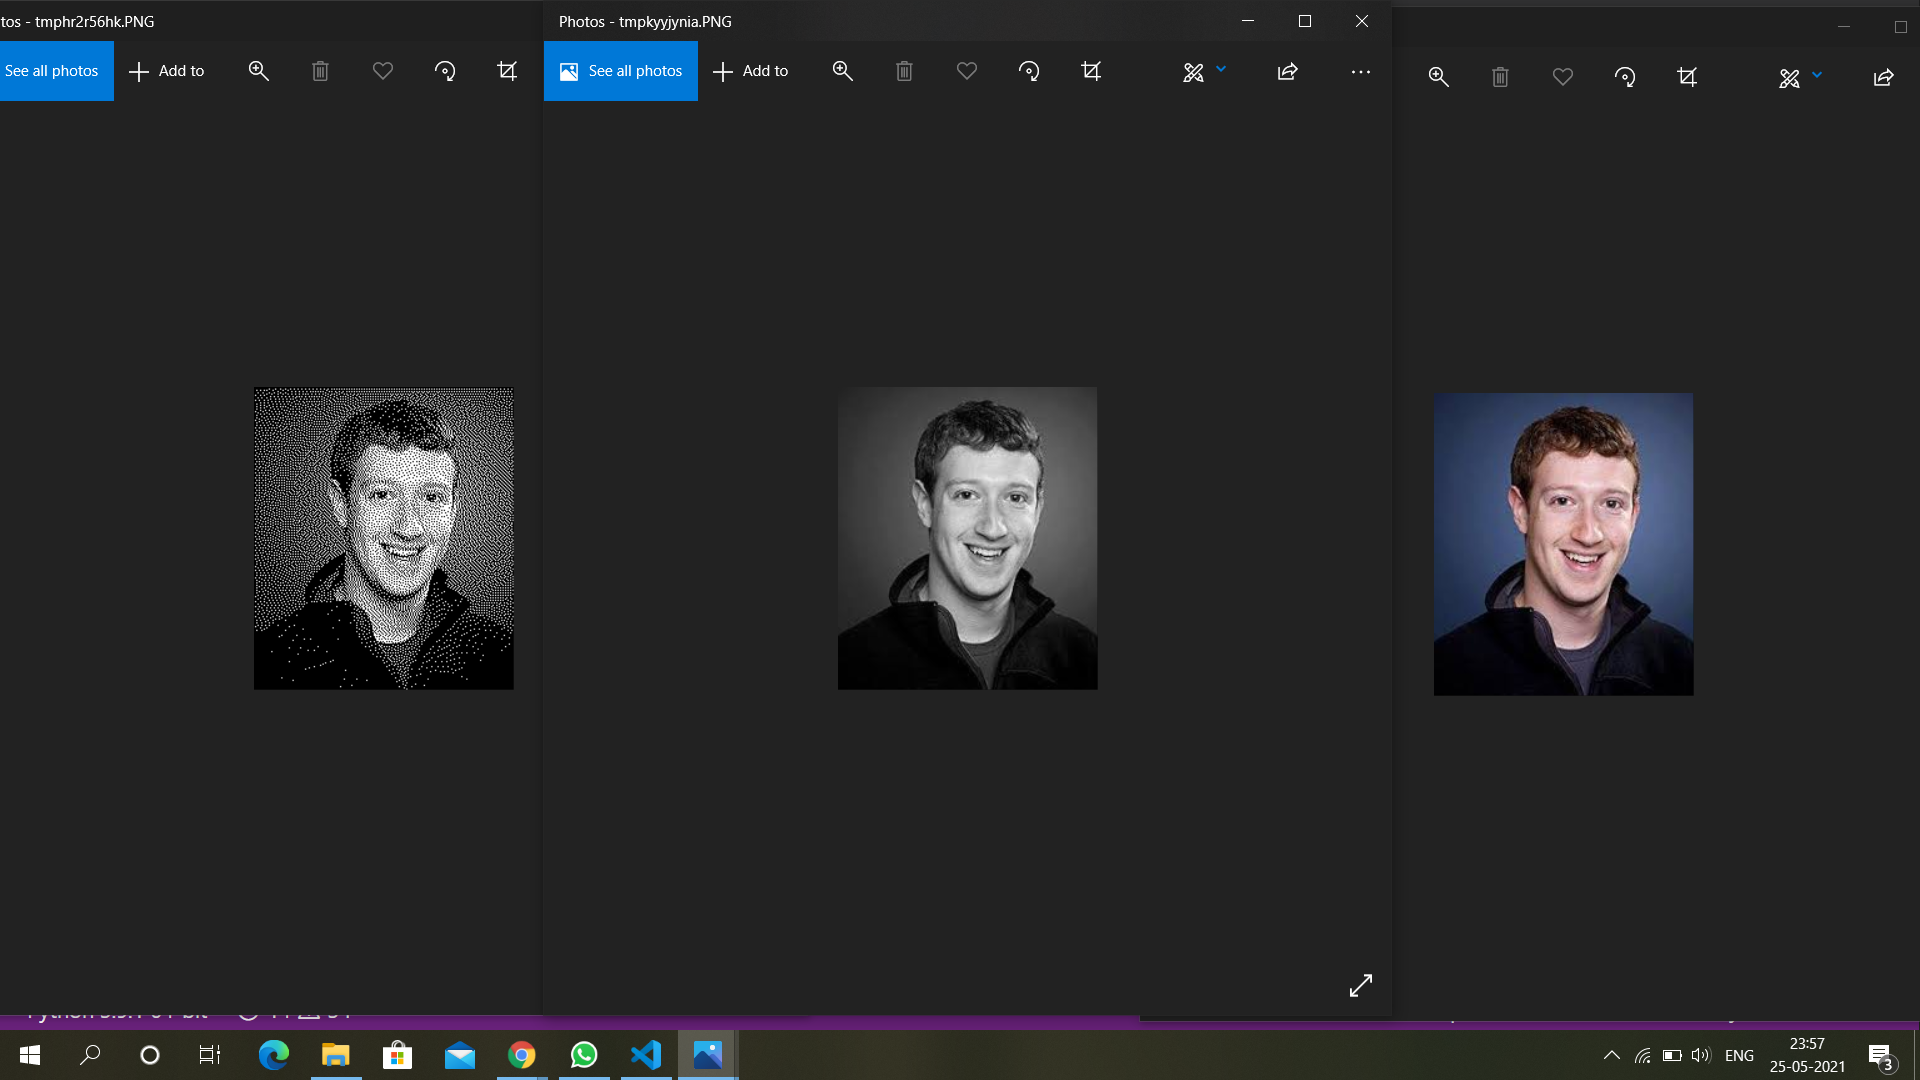 tos - tmphr2r56hk.PNG
Photos - tmpkyyjynia.PNG
See all photos
Add to
See all photos
Add to
ENG
23:57
25-05-2021
3